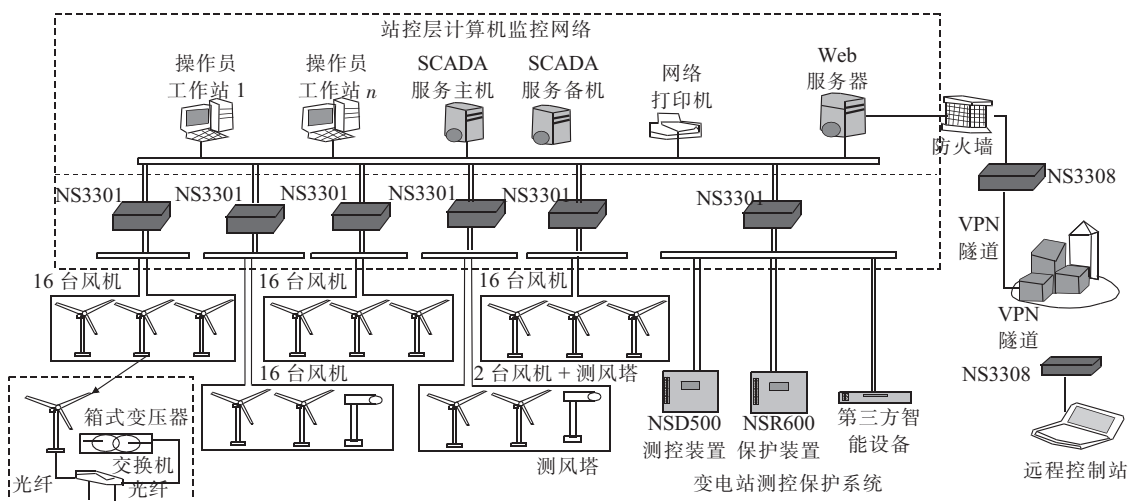 站控层计算机监控网络
操作员
工作站 1
操作员
工作站 n
SCADA
服务主机
SCADA
服务备机
网络
打印机
Web
服务器
防火墙
NS3308
VPN
隧道
VPN
隧道
NS3308
远程控制站
NS3301
NS3301
NS3301
NS3301
NS3301
NS3301
16 台风机
16 台风机
16 台风机
16 台风机
2 台风机 + 测风塔
测风塔
NSD500
测控装置
NSR600
保护装置
第三方智
能设备
变电站测控保护系统
箱式变压器
交换机
光纤
光纤